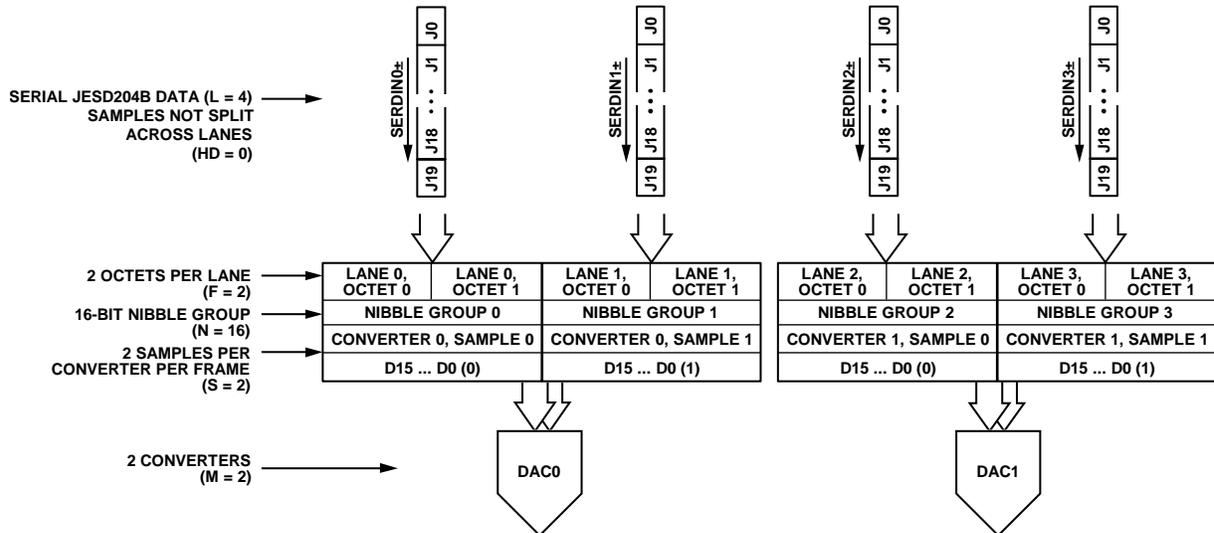 J0
J1
• • •
J18
J19
SERDIN0±
J0
J1
• • •
J18
J19
SERDIN1±
J0
J1
• • •
J18
J19
SERDIN2±
J0
J1
• • •
J18
J19
SERDIN3±
SERIAL JESD204B DATA (L = 4)
SAMPLES NOT SPLIT
ACROSS LANES
(HD = 0)
2 OCTETS PER LANE
(F = 2)
LANE 0,
OCTET 0
LANE 0,
OCTET 1
LANE 1,
OCTET 0
LANE 1,
OCTET 1
LANE 2,
OCTET 0
LANE 2,
OCTET 1
LANE 3,
OCTET 0
LANE 3,
OCTET 1
16-BIT NIBBLE GROUP
(N = 16)
NIBBLE GROUP 0
NIBBLE GROUP 1
NIBBLE GROUP 2
NIBBLE GROUP 3
2 SAMPLES PER
CONVERTER PER FRAME
(S = 2)
CONVERTER 0, SAMPLE 0
CONVERTER 0, SAMPLE 1
CONVERTER 1, SAMPLE 0
CONVERTER 1, SAMPLE 1
D15 ... D0 (0)
D15 ... D0 (1)
D15 ... D0 (0)
D15 ... D0 (1)
2 CONVERTERS
(M = 2)
DAC0
DAC1